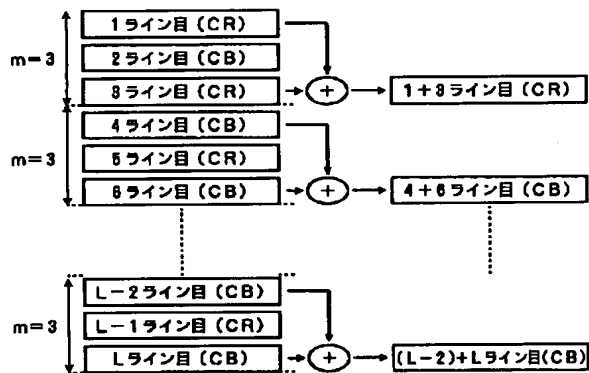 1ライン目(CR)
m=3
2ライン目(CB)
3ライン目(CR)
+
1+3ライン目(CR)
4ライン目(CB)
m=3
5ライン目(CR)
6ライン目(CB)
+
4+6ライン目(CB)
L-2ライン目(CB)
m=3
L-1ライン目(CR)
Lライン目(CB)
+
(L-2)+Lライン目(CB)